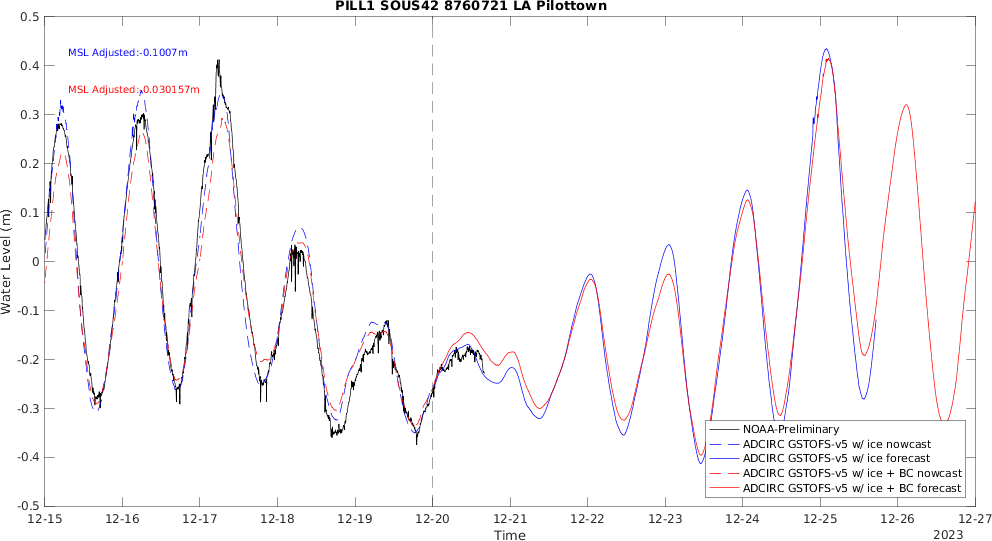 PILL1 SOUS42 8760721 LA Pilottown
0.5
0.4
0.3
0.2
0.1
0
-0.1
-0.2
-0.3
-0.4
-0.5
Water Level (m)
MSL Adjusted:-0.1007m
MSL Adjusted:-0.030157m
NOAA-Preliminary
ADCIRC GSTOFS-v5 w/ ice nowcast
ADCIRC GSTOFS-v5 w/ ice forecast
ADCIRC GSTOFS-v5 w/ ice + BC nowcast
ADCIRC GSTOFS-v5 w/ ice + BC forecast
12-15 12-16 12-17 12-18 12-19 12-20 12-21 12-22 12-23 12-24 12-25 12-26 12-27
Time
2023